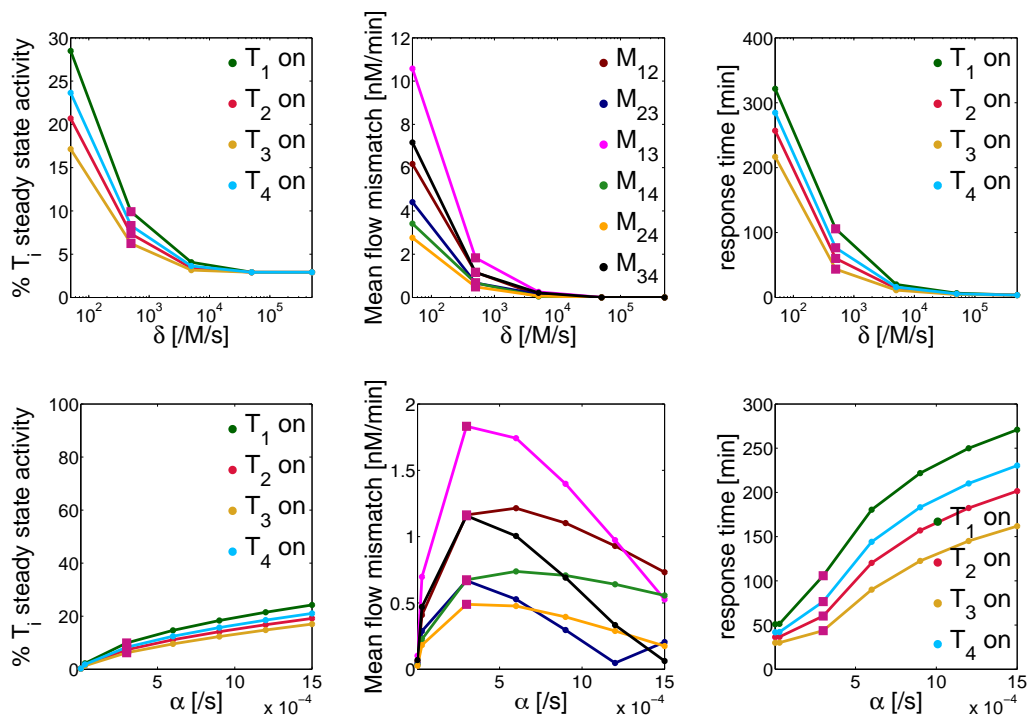 % T_i steady state activity
30
25
20
15
10
5
0
10^2
10^3
10^4
10^5
δ [/M/s]
T_1 on
T_2 on
T_3 on
T_4 on
Mean flow mismatch [nM/min]
12
10
8
6
4
2
0
10^2
10^3
10^4
10^5
δ [/M/s]
M_12
M_23
M_13
M_14
M_24
M_34
response time [min]
400
300
200
100
0
10^2
10^3
10^4
10^5
δ [/M/s]
T_1 on
T_2 on
T_3 on
T_4 on
% T_i steady state activity
100
80
60
40
20
0
0
5
10
15
α [/s]
x 10^-4
T_1 on
T_2 on
T_3 on
T_4 on
Mean flow mismatch [nM/min]
2
1.5
1
0.5
0
5
10
15
α [/s]
x 10^-4
response time [min]
300
250
200
150
100
50
0
0
5
10
15
α [/s]
x 10^-4
T_1 on
T_2 on
T_3 on
T_4 on